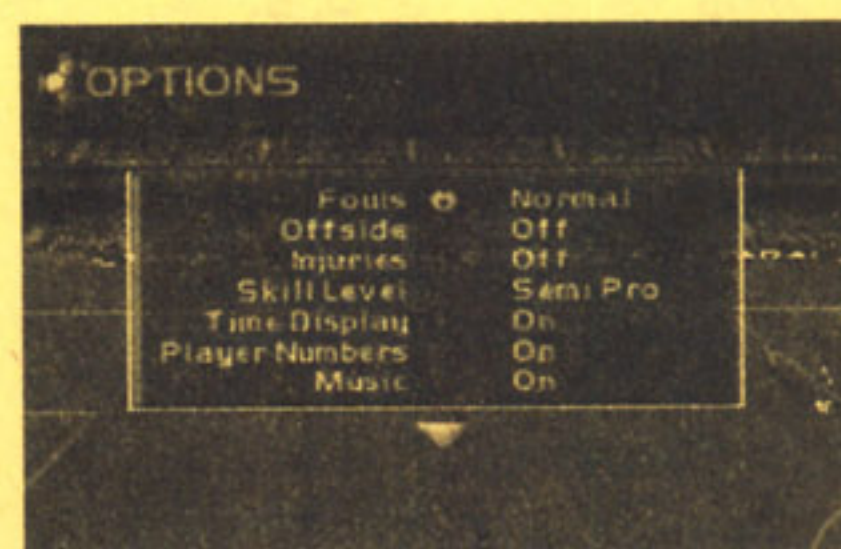 OPTIONS
Fouls Normal
Offside Off
Injuries Off
Skill Level Semi Pro
Time Display On
Player Numbers On
Music On